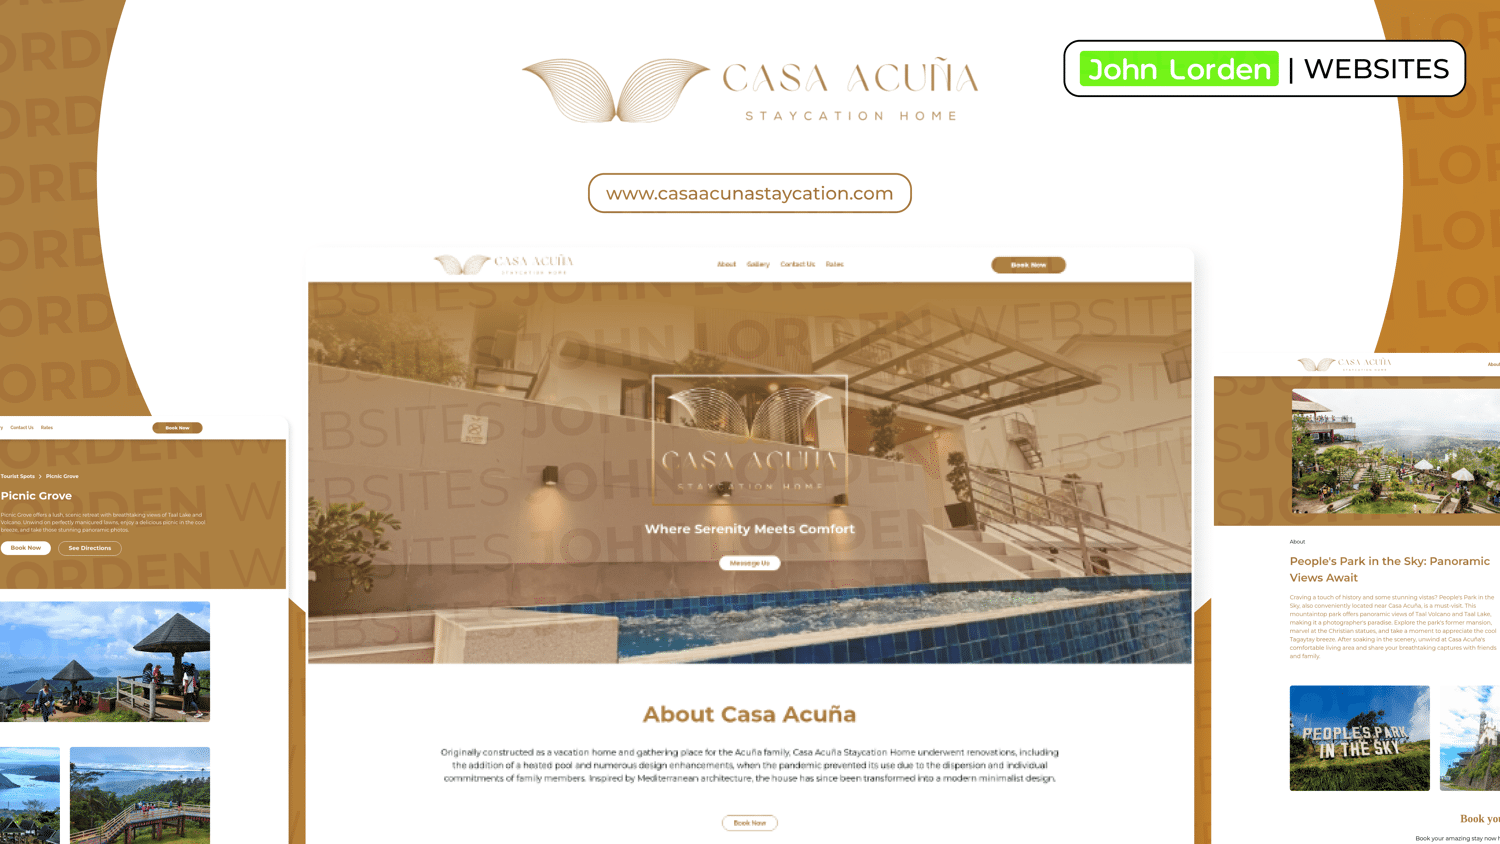 CASA ACUÑA
STAYCATION HOME
John Lorden | WEBSITES
www.casaacunastaycation.com
CASA ACUÑA
STAYCATION HOME
About Gallery Contact Us Rates
Book Now
WEBSITES JOHN LORDEN WEBSITES
CASA ACUÑA
STAYCATION HOME
Where Serenity Meets Comfort
Message Us
About Casa Acuña
Originally constructed as a vacation home and gathering place for the Acuña family, Casa Acuña Staycation Home underwent renovations, including
the addition of a heated pool and numerous design enhancements, when the pandemic prevented its use due to the dispersion and individual
commitments of family members. Inspired by Mediterranean architecture, the house has since been transformed into a modern minimalist design.
Book Now
Contact Us Rates
Book Now
Tourist Spots > Picnic Grove
Picnic Grove
Picnic Grove offers a lush, scenic retreat with breathtaking views of Taal Lake and
Volcano. Unwind on perfectly manicured lawns, enjoy a delicious picnic in the cool
breeze, and take those stunning panoramic photos.
Book Now See Directions
CASA ACUÑA
About
People's Park in the Sky: Panoramic
Views Await
Craving a touch of history and some stunning vistas? People's Park in the
Sky, also conveniently located near Casa Acuña, is a must-visit. This
mountaintop park offers panoramic views of Taal Volcano and Taal Lake,
making it a photographer's paradise. Explore the park's former mansion,
marvel at the Christian statues, and take a moment to appreciate the cool
Tagaytay breeze. After soaking in the scenery, unwind at Casa Acuña's
comfortable living area and share your breathtaking captures with friends
and family.
PEOPLE'S PARK
IN THE SKY
Book you
Book your amazing stay now